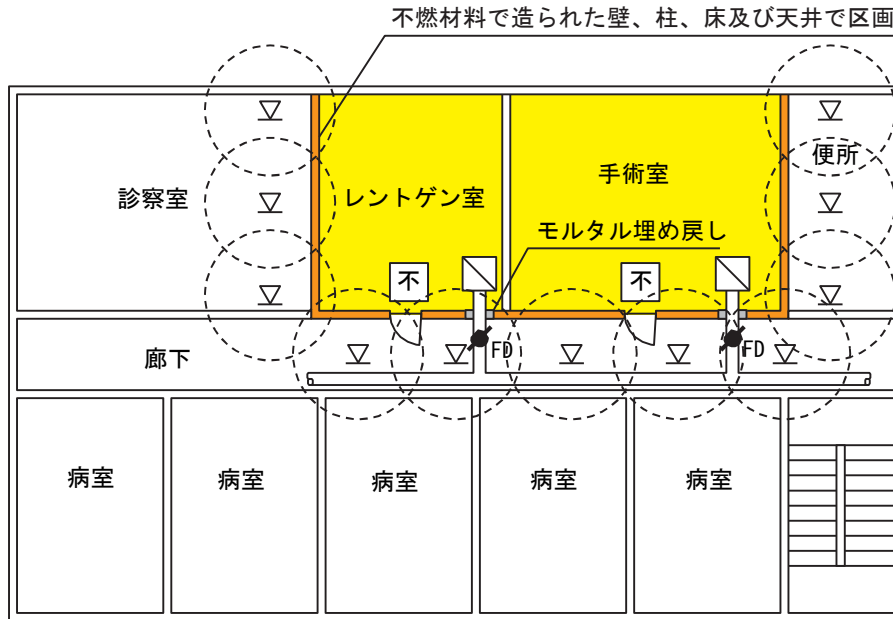 不燃材料で造られた壁、柱、床及び天井で区画
便所
手術室
診察室
レントゲン室
モルタル埋め戻し
不
不
FD
FD
廊下
病室
病室
病室
病室
病室